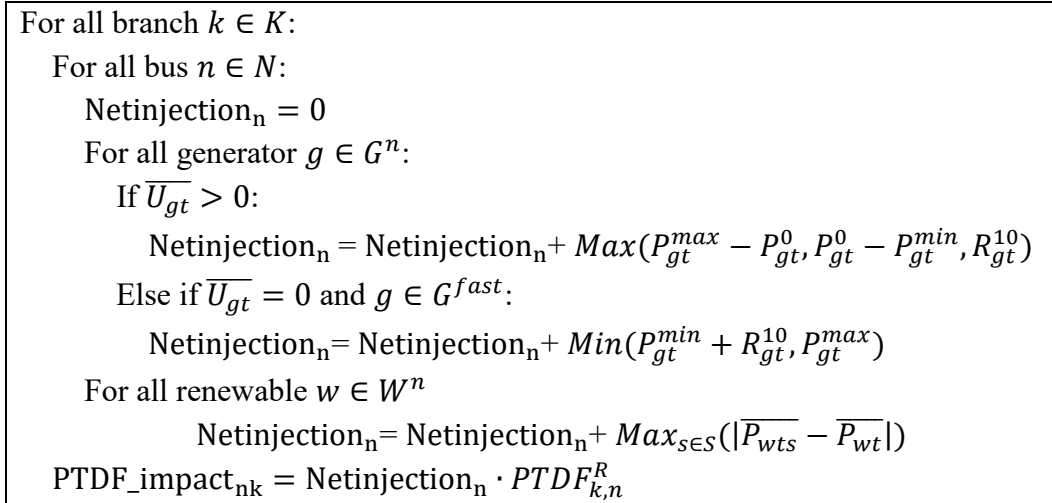 For all branch 𝑘 ∈ 𝐾:
For all bus 𝑛 ∈ 𝑁:
Netinjection_n = 0
For all generator 𝑔 ∈ 𝐺^𝑛:
If \overline{U_{gt}} > 0:
Netinjection_n = Netinjection_n+ Max(P_{gt}^{max} − P_{gt}^{0}, P_{gt}^{0} − P_{gt}^{min}, R_{gt}^{10})
Else if \overline{U_{gt}} = 0 and 𝑔 ∈ 𝐺^{fast}:
Netinjection_n= Netinjection_n+ Min(P_{gt}^{min} + R_{gt}^{10}, P_{gt}^{max})
For all renewable 𝑤 ∈ 𝑊^𝑛
Netinjection_n= Netinjection_n+ Max_{s∈S}(|\overline{P_{wts}} − \overline{P_{wt}}|)
PTDF_impact_{nk} = Netinjection_n · PTDF_{k,n}^{R}